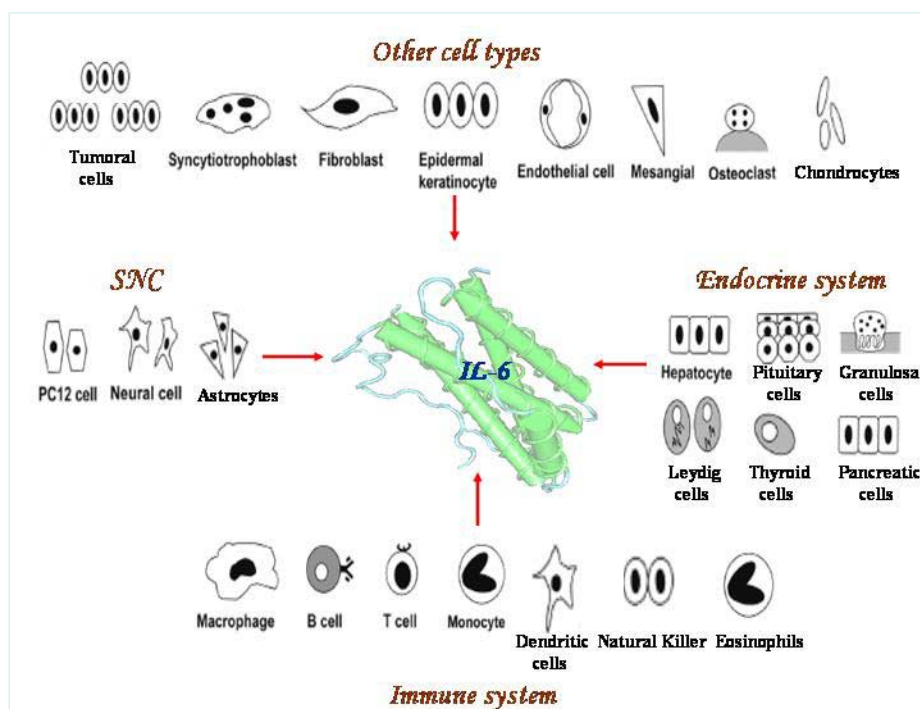 Other cell types
Tumoral
cells
Syncytiotrophoblast
Fibroblast
Epidermal
keratinocyte
Endothelial cell
Mesangial
Osteoclast
Chondrocytes
SNC
PC12 cell
Neural cell
Astrocytes
IL-6
Endocrine system
Hepatocyte
Pituitary
cells
Granulosa
cells
Leydig
cells
Thyroid
cells
Pancreatic
cells
Macrophage
B cell
T cell
Monocyte
Dendritic
cells
Natural Killer
Eosinophils
Immune system